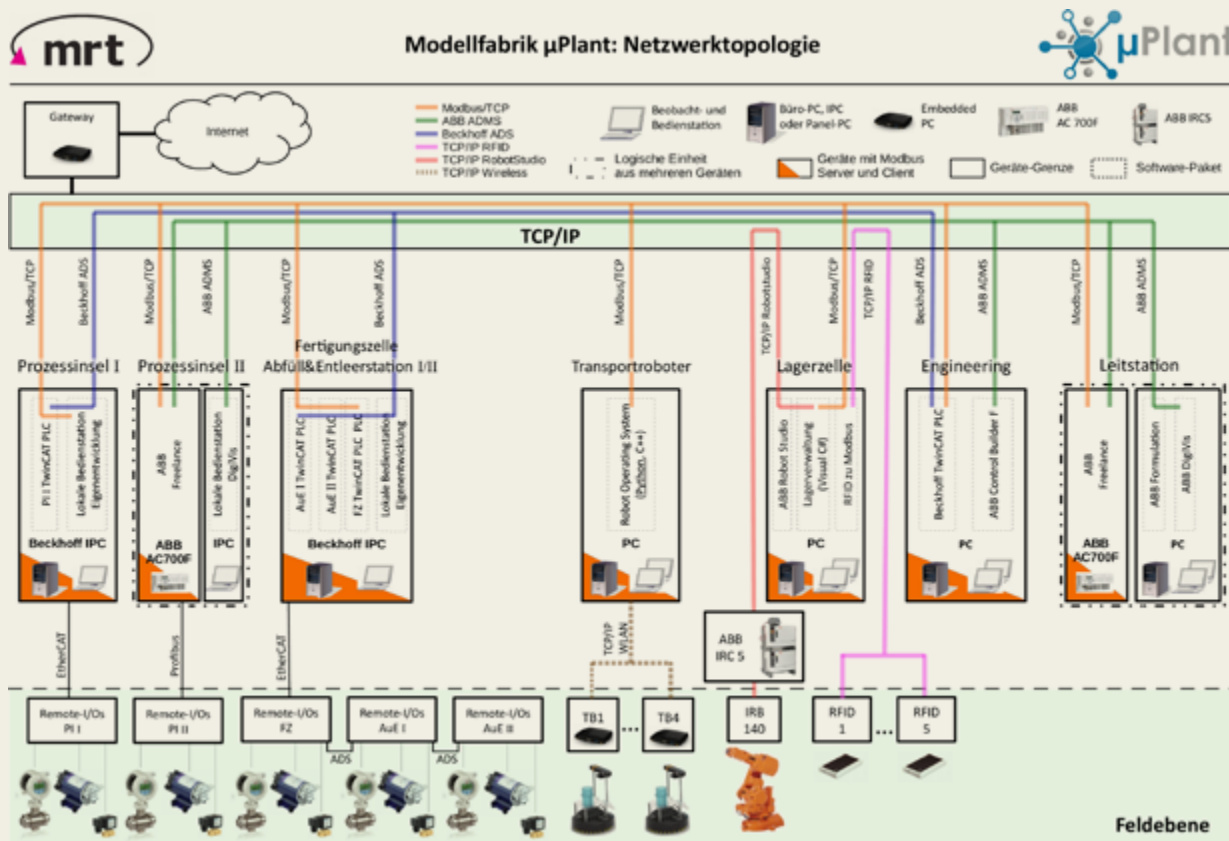 mrt
Modellfabrik µPlant: Netzwerktopologie
µPlant
Gateway
Internet
Modbus/TCP
ABB ADMS
Beckhoff ADS
TCP/IP RFID
TCP/IP RobotStudio
TCP/IP Wireless
Beobacht- und
Bedienstation
Büro-PC, IPC
oder Panel-PC
Embedded
PC
ABB
AC 700F
ABB IRC5
Logische Einheit
aus mehreren Geräten
Geräte mit Modbus
Server und Client
Geräte-Grenze
Software-Paket
TCP/IP
Modbus/TCP
Beckhoff ADS
Modbus/TCP
ABB ADMS
Modbus/TCP
Beckhoff ADS
Modbus/TCP
TCP/IP Robotstudio
Modbus/TCP
TCP/IP RFID
Beckhoff ADS
ABB ADMS
Modbus/TCP
ABB ADMS
Prozessinsel I
Prozessinsel II
Fertigungszelle
Abfüll&Entleerstation I/II
Transportroboter
Lagerzelle
Engineering
Leitstation
PI I TwinCAT PLC
Lokale Bedienstation
Eigenentwicklung
Beckhoff IPC
ABB
Freelance
ABB
AC700F
Lokale Bedienstation
DigiVis
IPC
AuE I TwinCAT PLC
AuE II TwinCAT PLC
FZ TwinCAT PLC PLC
Lokale Bedienstation
Eigenentwicklung
Beckhoff IPC
Robot Operating System
(Python, C++)
PC
ABB Robot Studio
Lagerverwaltung
(Visual C#)
RFID zu Modbus
PC
Beckhoff TwinCAT PLC
ABB Control Builder F
PC
ABB
Freelance
ABB
AC700F
ABB Formulation
ABB DigiVis
PC
EtherCAT
Profibus
EtherCAT
TCP/IP
WLAN
ABB
IRC 5
Remote-I/Os
PI I
Remote-I/Os
PI II
Remote-I/Os
FZ
ADS
Remote-I/Os
AuE I
ADS
Remote-I/Os
AuE II
TB1
...
TB4
IRB
140
RFID
1
...
RFID
5
Feldebene